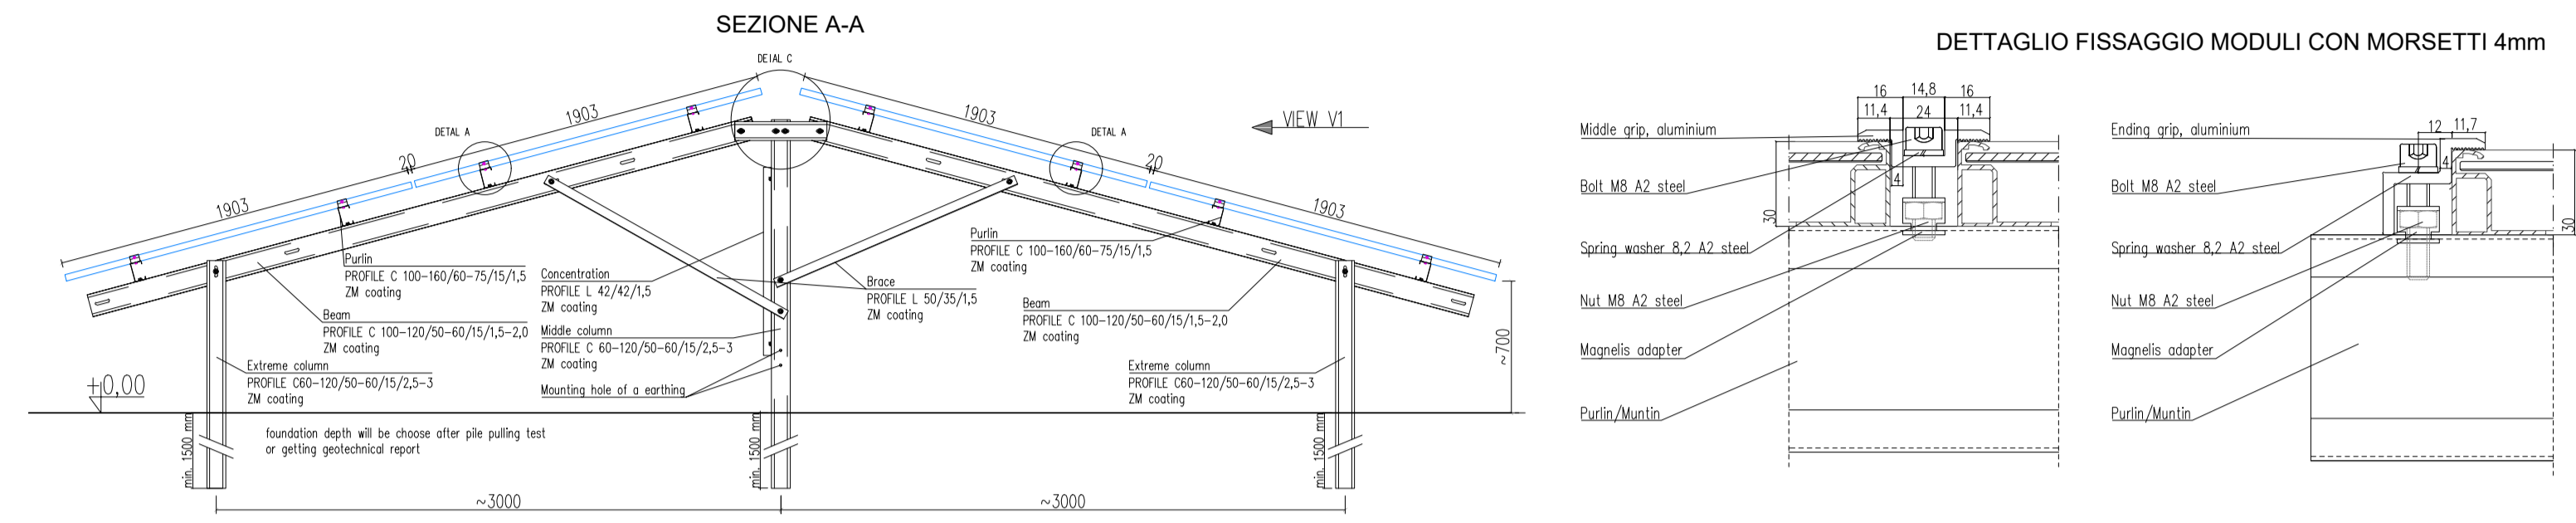 SEZIONE A-A
DETTAGLIO FISSAGGIO MODULI CON MORSETTI 4mm
DEIAL C
1903
1903
VIEW V1
DETAL A
DETAL A
20
20
1903
1903
Purlin
PROFILE C 100-160/60-75/15/1,5
ZM coating
Beam
PROFILE C 100-120/50-60/15/1,5-2,0
ZM coating
Extreme column
PROFILE C60-120/50-60/15/2,5-3
ZM coating
Concentration
PROFILE L 42/42/1,5
ZM coating
Middle column
PROFILE C 60-120/50-60/15/2,5-3
ZM coating
Mounting hole of a earthing
Brace
PROFILE L 50/35/1,5
ZM coating
Purlin
PROFILE C 100-160/60-75/15/1,5
ZM coating
Beam
PROFILE C 100-120/50-60/15/1,5-2,0
ZM coating
Extreme column
PROFILE C60-120/50-60/15/2,5-3
ZM coating
+0,00
~700
foundation depth will be choose after pile pulling test
or getting geotechnical report
min. 1500 mm
min. 1500 mm
min. 1500 mm
~3000
~3000
16
14,8
16
11,4
24
11,4
4
30
Middle grip, aluminium
Bolt M8 A2 steel
Spring washer 8,2 A2 steel
Nut M8 A2 steel
Magnelis adapter
Purlin/Muntin
12
11,7
4
30
Ending grip, aluminium
Bolt M8 A2 steel
Spring washer 8,2 A2 steel
Nut M8 A2 steel
Magnelis adapter
Purlin/Muntin